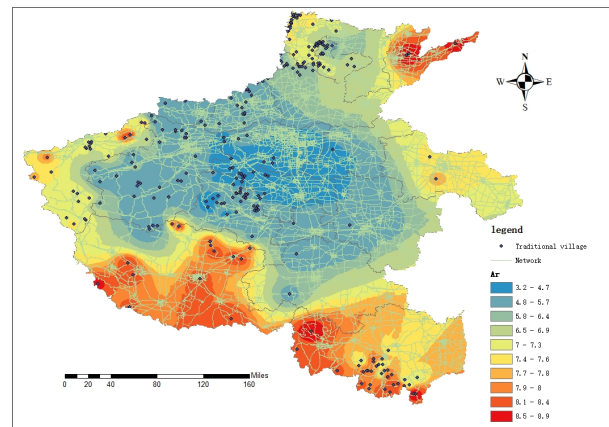 N
W E
S
legend
Traditional village
Network
Ar
3.2 - 4.7
4.8 - 5.7
5.8 - 6.4
6.5 - 6.9
7 - 7.3
7.4 - 7.6
7.7 - 7.8
7.9 - 8
8.1 - 8.4
8.5 - 8.9
Miles
0 10 20 40 80 120 160